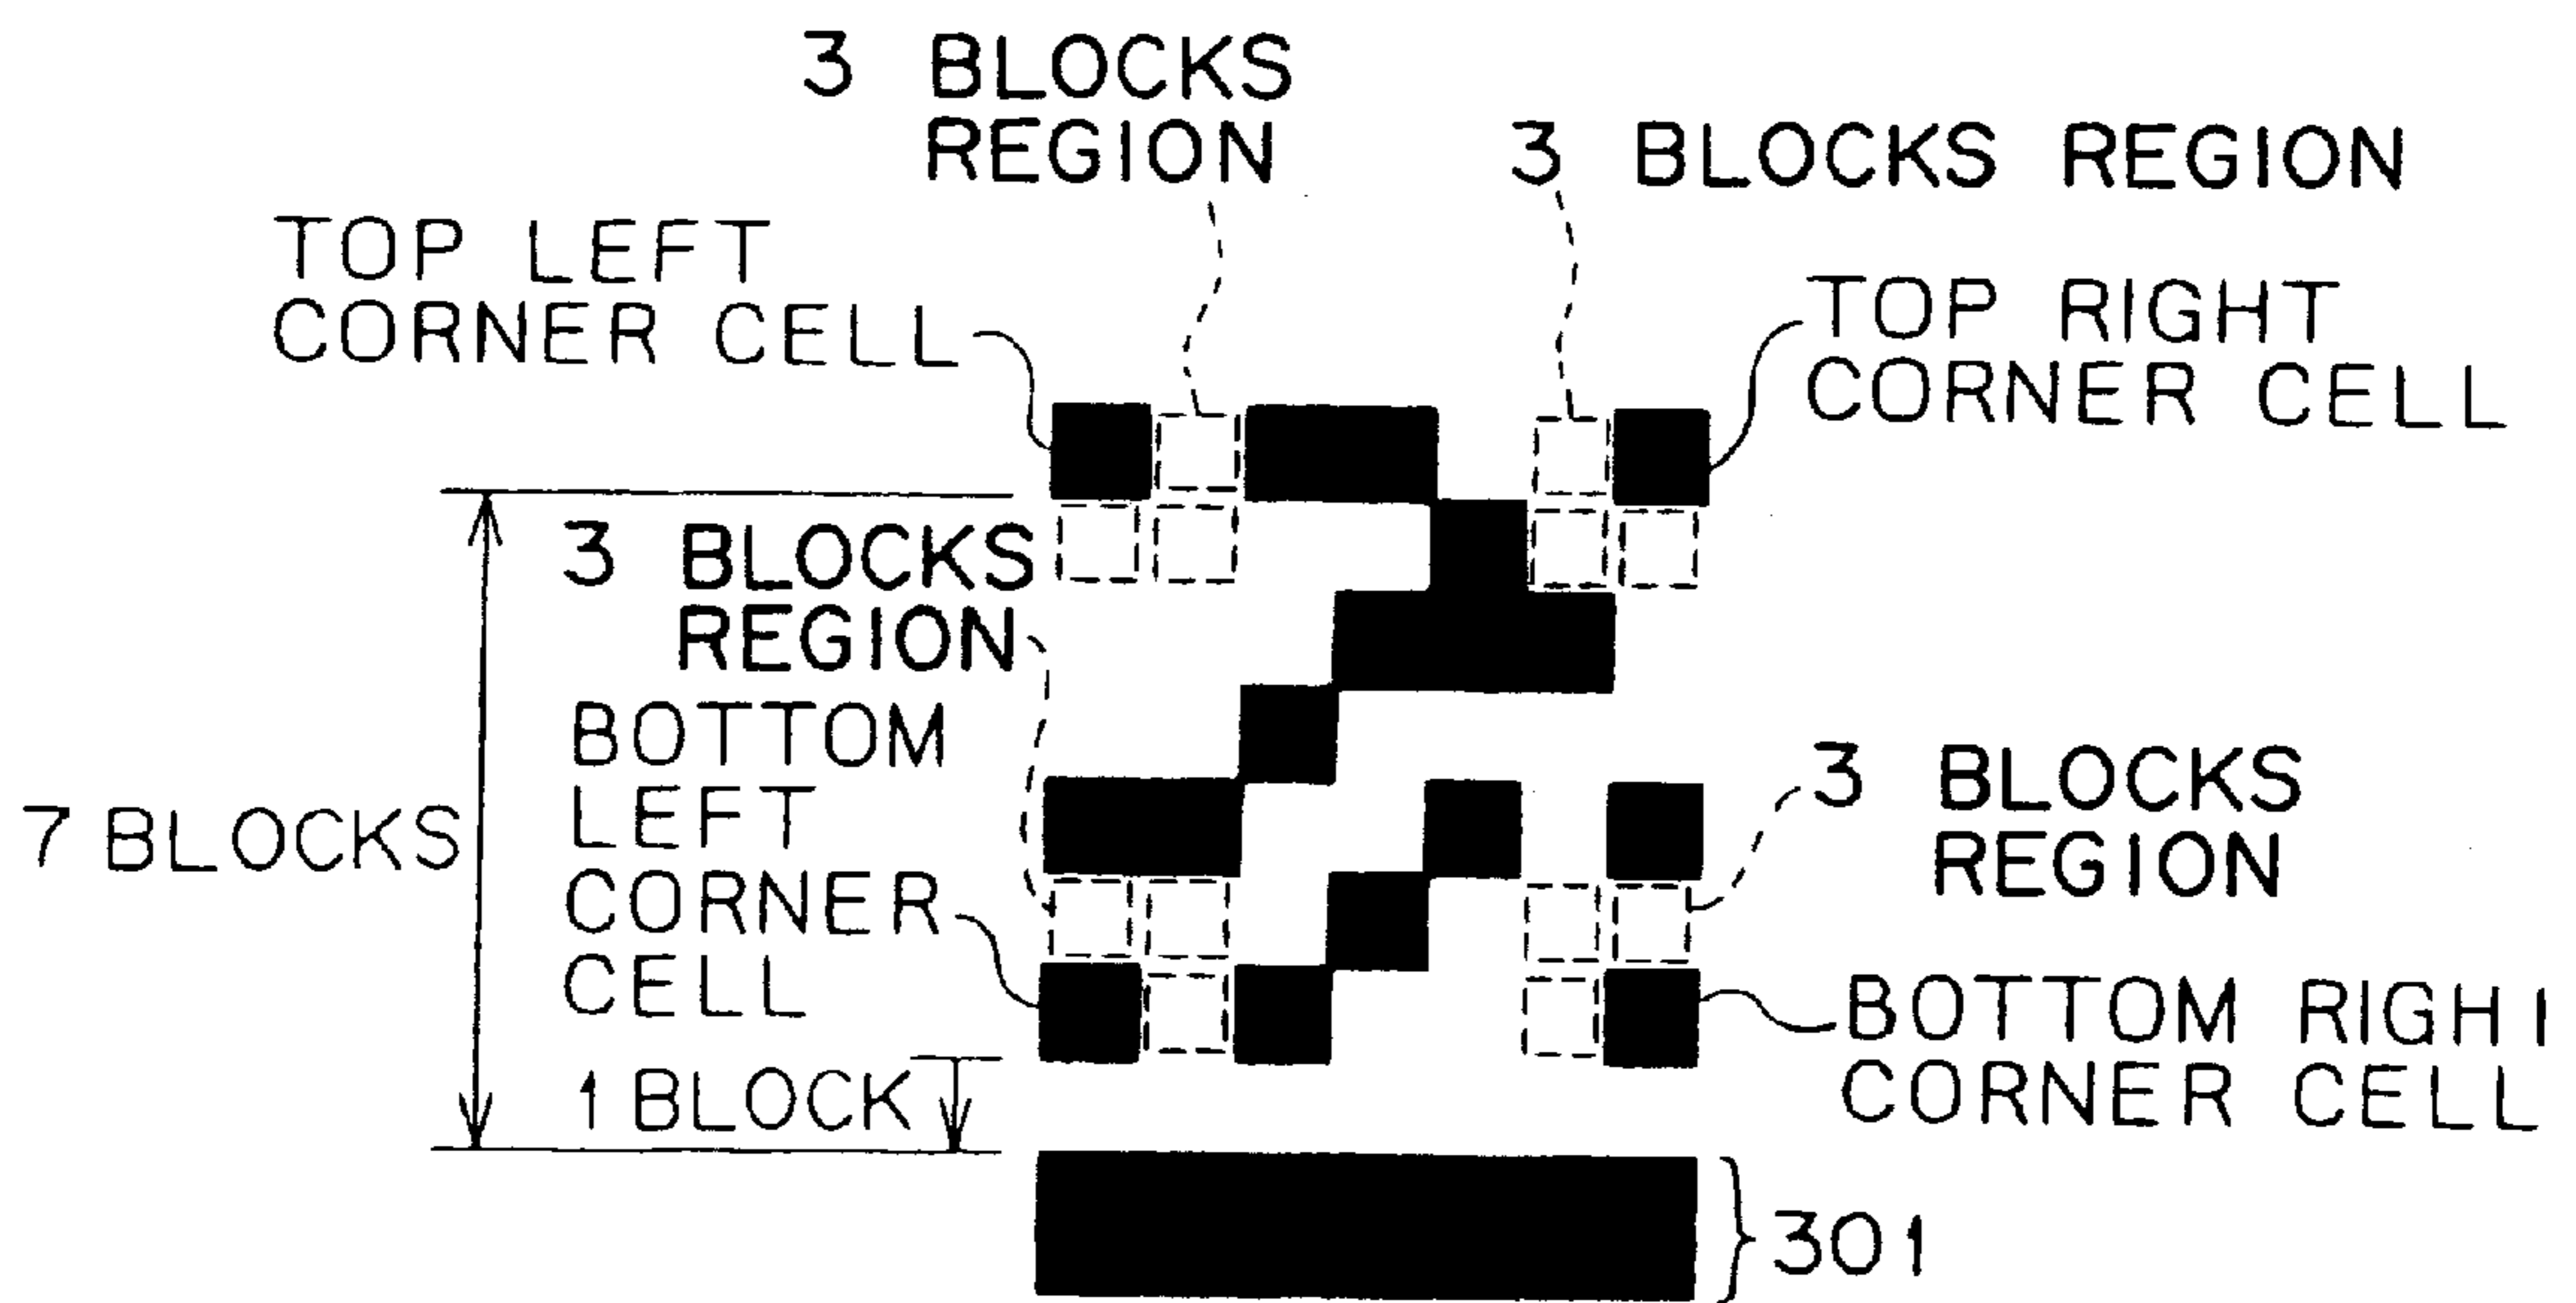 3 BLOCKS
REGION
3 BLOCKS REGION
TOP LEFT
CORNER CELL
TOP RIGHT
CORNER CELL
3 BLOCKS
REGION
BOTTOM
LEFT
CORNER
CELL
7 BLOCKS
3 BLOCKS
REGION
1 BLOCK
BOTTOM RIGHT
CORNER CELL
301